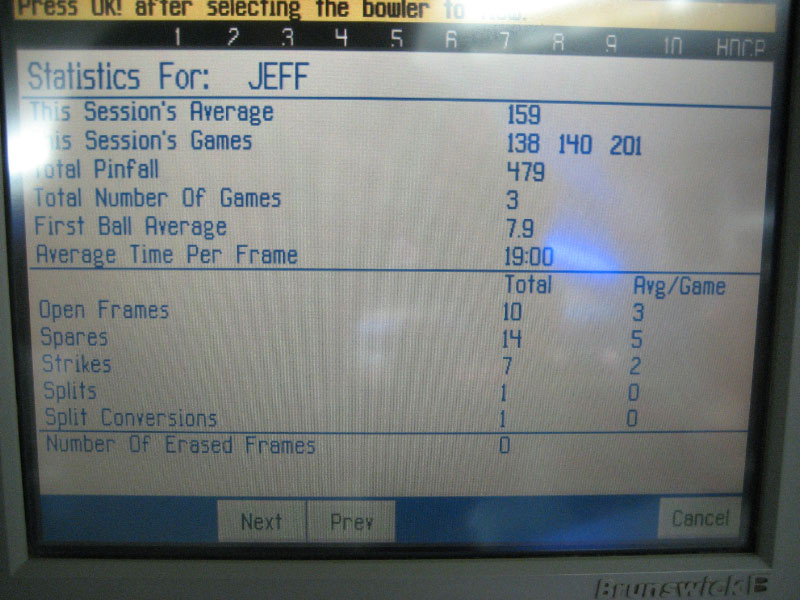 Press OK! after selecting the bowler to
1 2 3 4 5 6 7 8 9 10 HDCP
Statistics For: JEFF
This Session's Average 159
This Session's Games 138 140 201
Total Pinfall 479
Total Number Of Games 3
First Ball Average 7.9
Average Time Per Frame 19:00
Total Avg/Game
Open Frames 10 3
Spares 14 5
Strikes 7 2
Splits 1 0
Split Conversions 1 0
Number Of Erased Frames 0
Next Prev Cancel
Brunswick